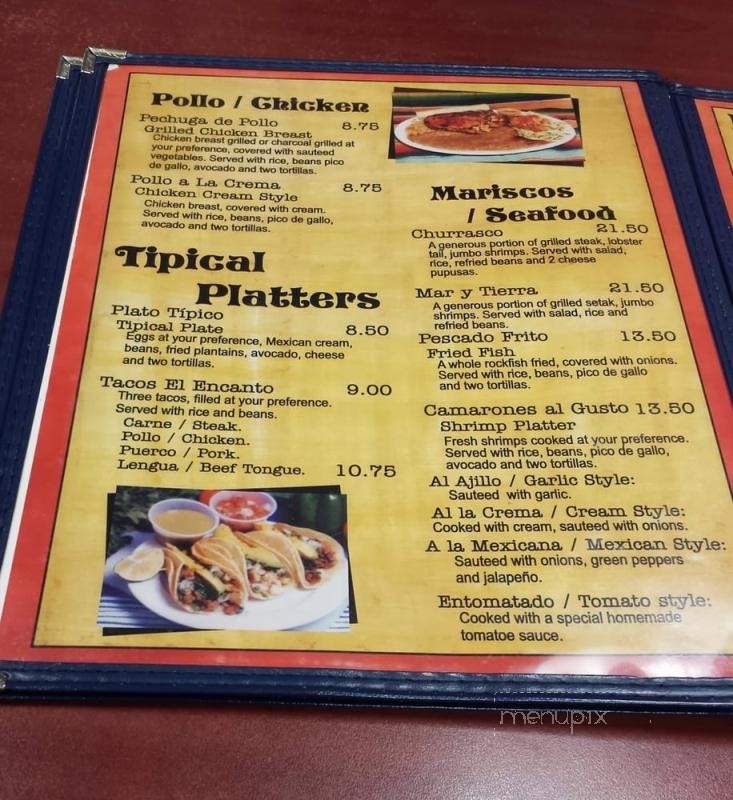 Pollo / Chicken
Pechuga de Pollo 8.75
Grilled Chicken Breast
Chicken breast grilled or charcoal grilled at
your preference, covered with sauteed
vegetables. Served with rice, beans pico
de gallo, avocado and two tortillas.
Pollo a La Crema 8.75
Chicken Cream Style
Chicken breast, covered with cream.
Served with rice, beans, pico de gallo,
avocado and two tortillas.
Tipical
Platters
Plato Típico
Tipical Plate 8.50
Eggs at your preference, Mexican cream,
beans, fried plantains, avocado, cheese
and two tortillas.
Tacos El Encanto 9.00
Three tacos, filled at your preference.
Served with rice and beans.
Carne / Steak.
Pollo / Chicken.
Puerco / Pork.
Lengua / Beef Tongue. 10.75
Mariscos
/ Seafood
Churrasco 21.50
A generous portion of grilled steak, lobster
tail, jumbo shrimps. Served with salad,
rice, refried beans and 2 cheese
pupusas.
Mar y Tierra 21.50
A generous portion of grilled setak, jumbo
shrimps. Served with salad, rice and
refried beans.
Pescado Frito 13.50
Fried Fish
A whole rockfish fried, covered with onions.
Served with rice, beans, pico de gallo
and two tortillas.
Camarones al Gusto 13.50
Shrimp Platter
Fresh shrimps cooked at your preference.
Served with rice, beans, pico de gallo,
avocado and two tortillas.
Al Ajillo / Garlic Style:
Sauteed with garlic.
Al la Crema / Cream Style:
Cooked with cream, sauteed with onions.
A la Mexicana / Mexican Style:
Sauteed with onions, green peppers
and jalapeño.
Entomatado / Tomato style:
Cooked with a special homemade
tomatoe sauce.
menupix